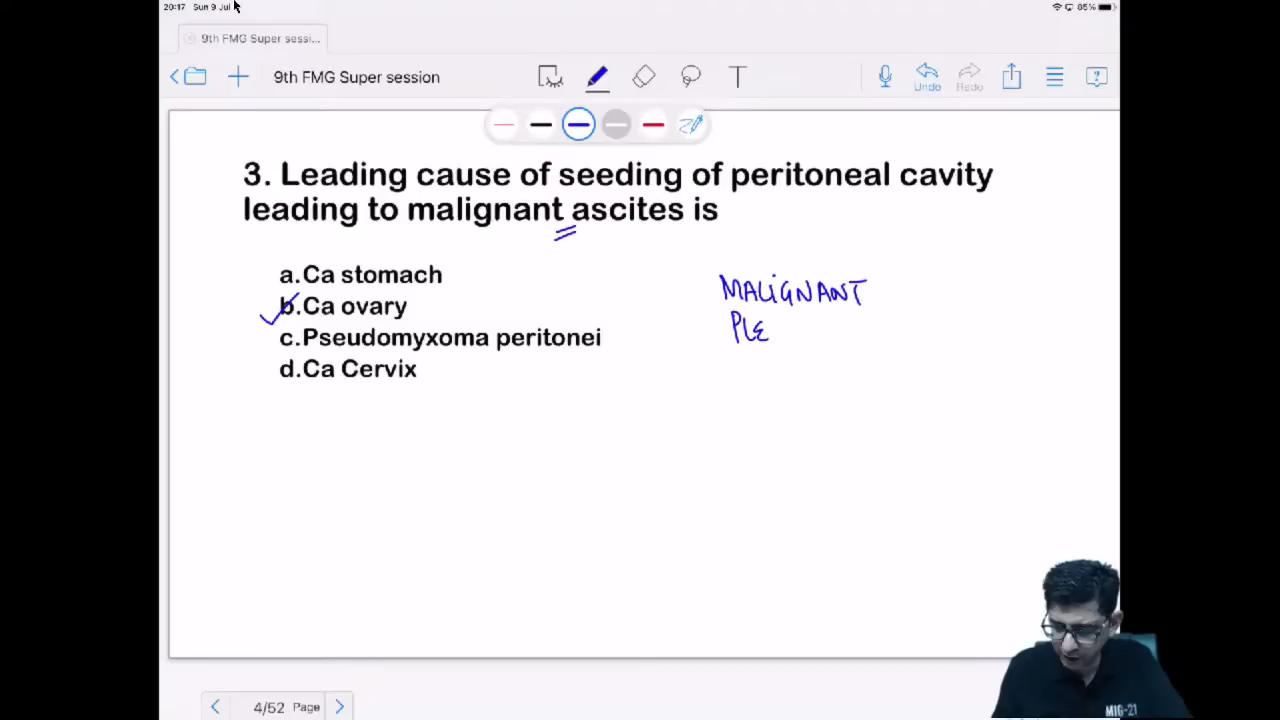 20:17 Sun 9 Jul
85%
9th FMG Super sessi...
9th FMG Super session
T
Undo
Redo
3. Leading cause of seeding of peritoneal cavity
leading to malignant ascites is
a.Ca stomach
b.Ca ovary
c.Pseudomyxoma peritonei
d.Ca Cervix
MALIGNANT
PLE
4/52 Page
MIG-21